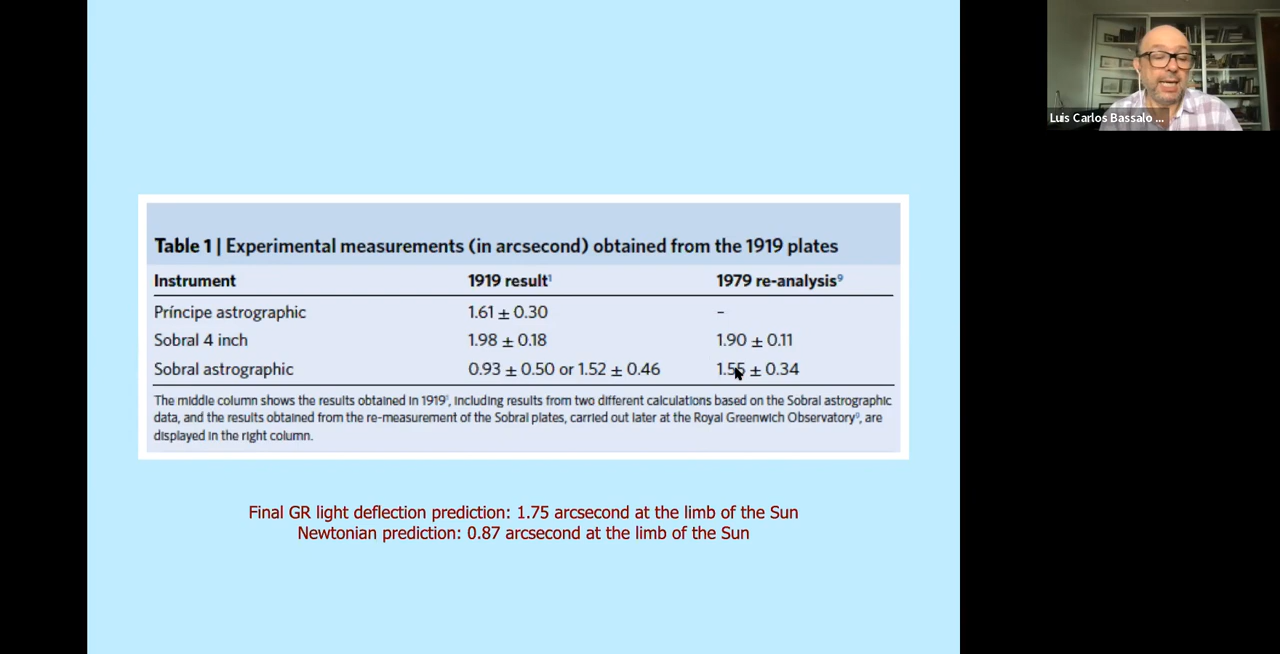 Luis Carlos Bassalo ...
Table 1 | Experimental measurements (in arcsecond) obtained from the 1919 plates
Instrument 1919 result¹ 1979 re-analysis⁹
Príncipe astrographic 1.61 ± 0.30 –
Sobral 4 inch 1.98 ± 0.18 1.90 ± 0.11
Sobral astrographic 0.93 ± 0.50 or 1.52 ± 0.46 1.55 ± 0.34
The middle column shows the results obtained in 1919¹, including results from two different calculations based on the Sobral astrographic
data, and the results obtained from the re-measurement of the Sobral plates, carried out later at the Royal Greenwich Observatory⁹, are
displayed in the right column.
Final GR light deflection prediction: 1.75 arcsecond at the limb of the Sun
Newtonian prediction: 0.87 arcsecond at the limb of the Sun